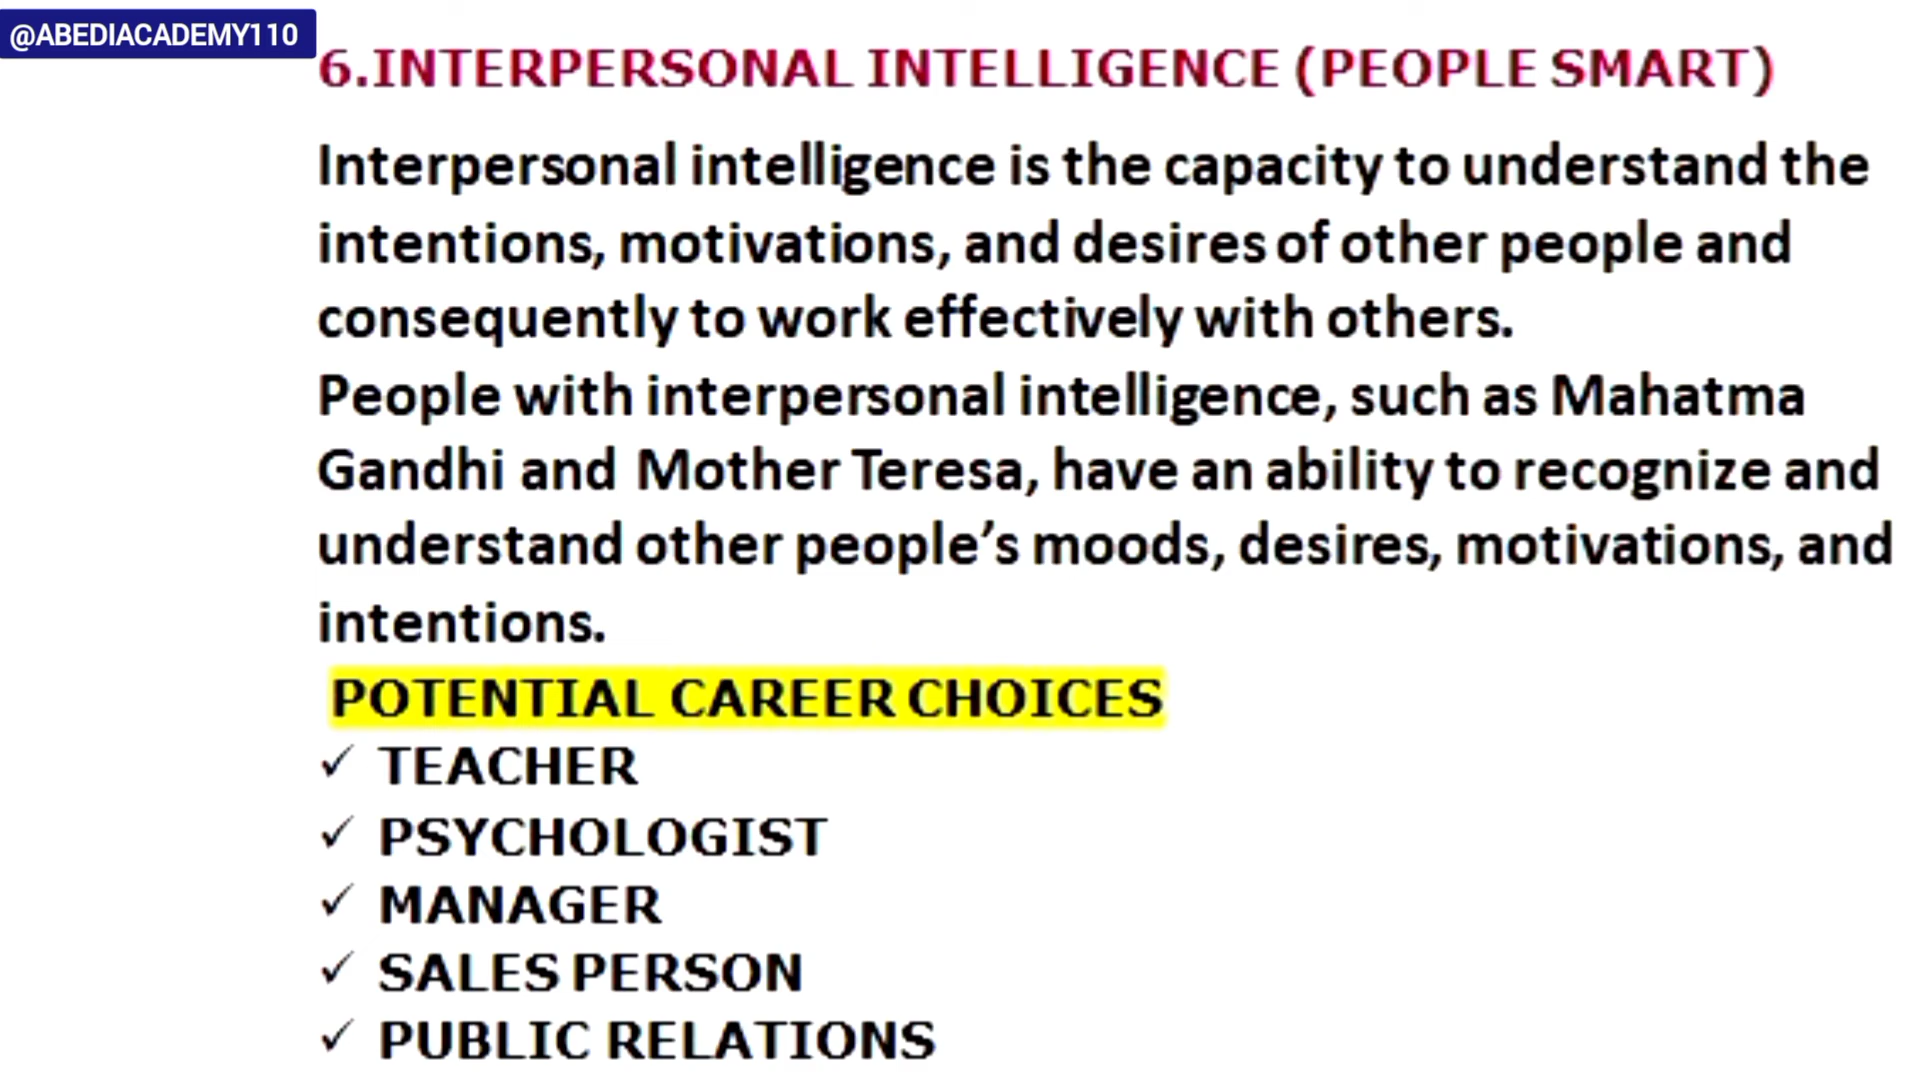 @ABEDIACADEMY110
6.INTERPERSONAL INTELLIGENCE (PEOPLE SMART)
Interpersonal intelligence is the capacity to understand the
intentions, motivations, and desires of other people and
consequently to work effectively with others.
People with interpersonal intelligence, such as Mahatma
Gandhi and Mother Teresa, have an ability to recognize and
understand other people’s moods, desires, motivations, and
intentions.
POTENTIAL CAREER CHOICES
✓ TEACHER
✓ PSYCHOLOGIST
✓ MANAGER
✓ SALES PERSON
✓ PUBLIC RELATIONS